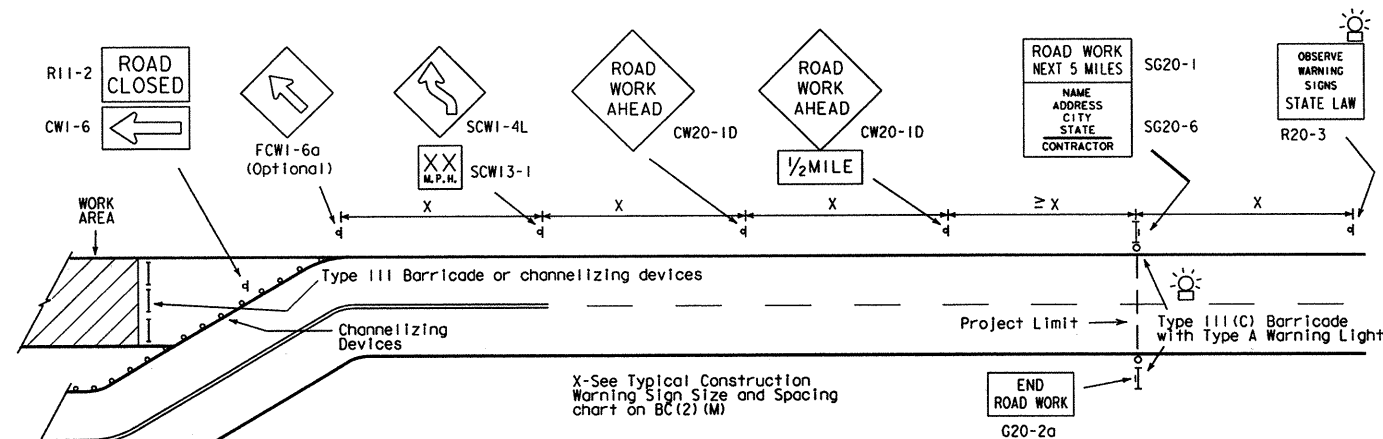 R11-2
ROAD
CLOSED
CW1-6
FCW1-6a
(Optional)
SCW1-4L
XX
M.P.H.
SCW13-1
ROAD
WORK
AHEAD
CW20-1D
ROAD
WORK
AHEAD
1/2 MILE
CW20-1D
ROAD WORK
NEXT 5 MILES
SG20-1
NAME
ADDRESS
CITY
STATE
CONTRACTOR
SG20-6
OBSERVE
WARNING
SIGNS
STATE LAW
R20-3
WORK
AREA
X
X
X
≥ X
X
Type III Barricade or channelizing devices
Channelizing
Devices
Project Limit
Type III(C) Barricade
with Type A Warning Light
X-See Typical Construction
Warning Sign Size and Spacing
chart on BC(2)(M)
END
ROAD WORK
G20-2a